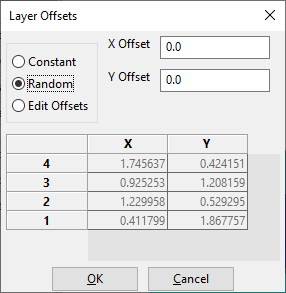 Layer Offsets
X Offset 0.0
Constant
Random
Y Offset 0.0
Edit Offsets
X Y
4 1.745637 0.424151
3 0.925253 1.208159
2 1.229958 0.529295
1 0.411799 1.867757
OK Cancel